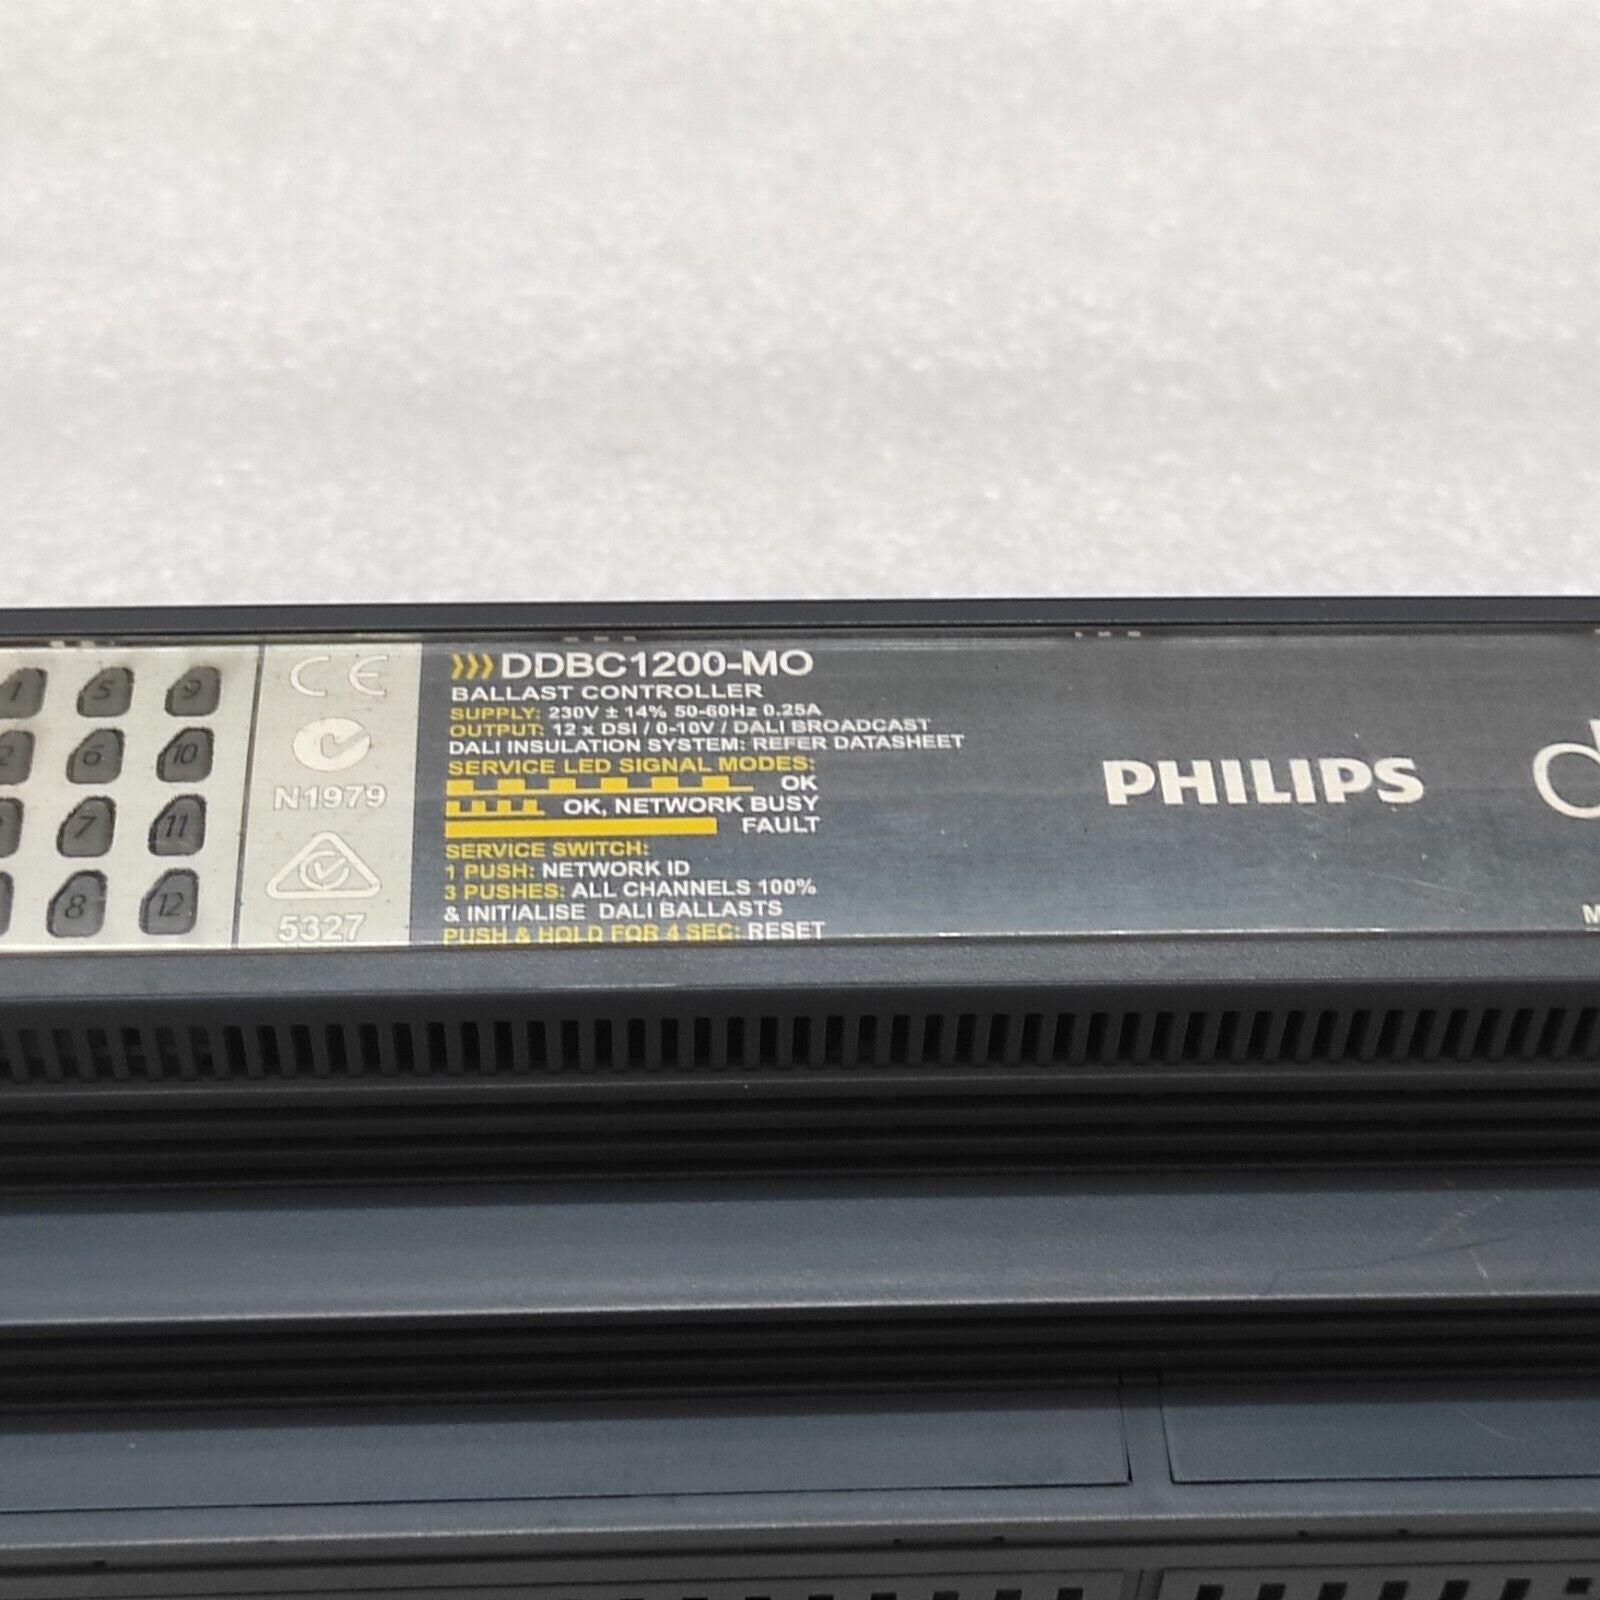 1 5 9
2 6 10
7 11
8 12
CE
N1979
5327
DDBC1200-MO
BALLAST CONTROLLER
SUPPLY: 230V ± 14% 50-60Hz 0.25A
OUTPUT: 12 x DSI / 0-10V / DALI BROADCAST
DALI INSULATION SYSTEM: REFER DATASHEET
SERVICE LED SIGNAL MODES:
OK
OK, NETWORK BUSY
FAULT
SERVICE SWITCH:
1 PUSH: NETWORK ID
3 PUSHES: ALL CHANNELS 100%
& INITIALISE DALI BALLASTS
PUSH & HOLD FOR 4 SEC: RESET
PHILIPS